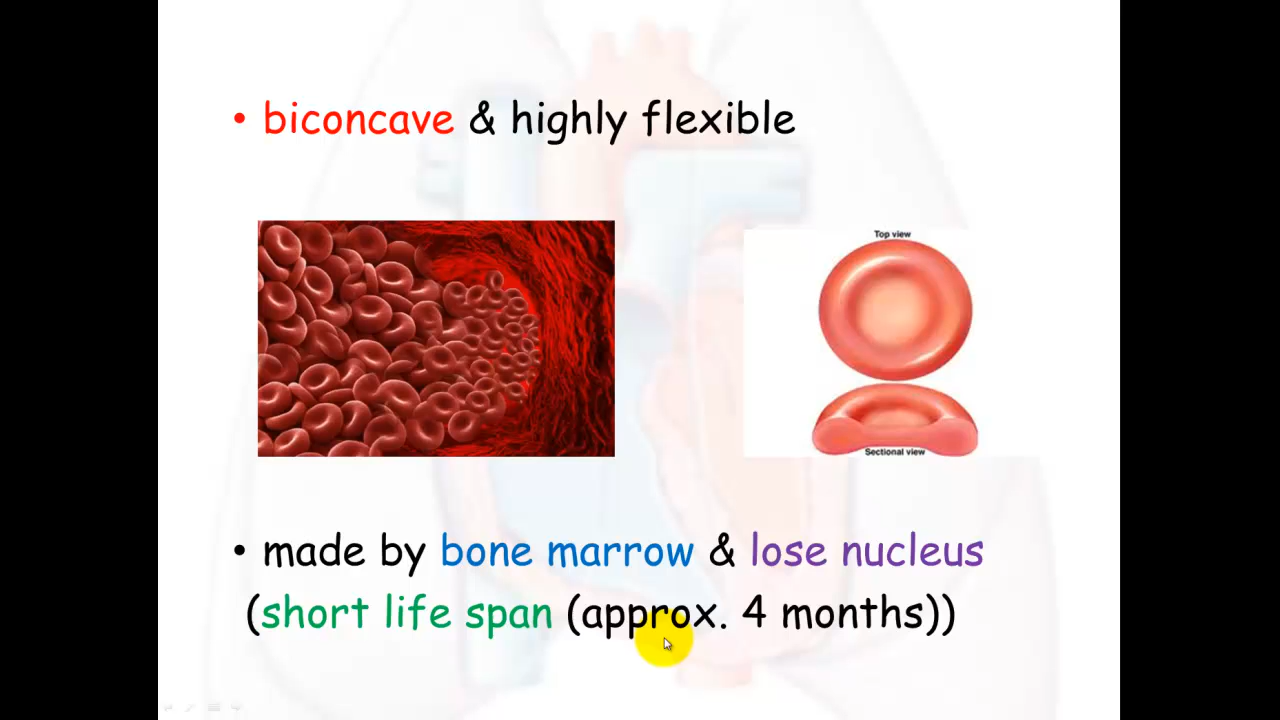 • biconcave & highly flexible
Top view
Sectional view
• made by bone marrow & lose nucleus
(short life span (approx. 4 months))